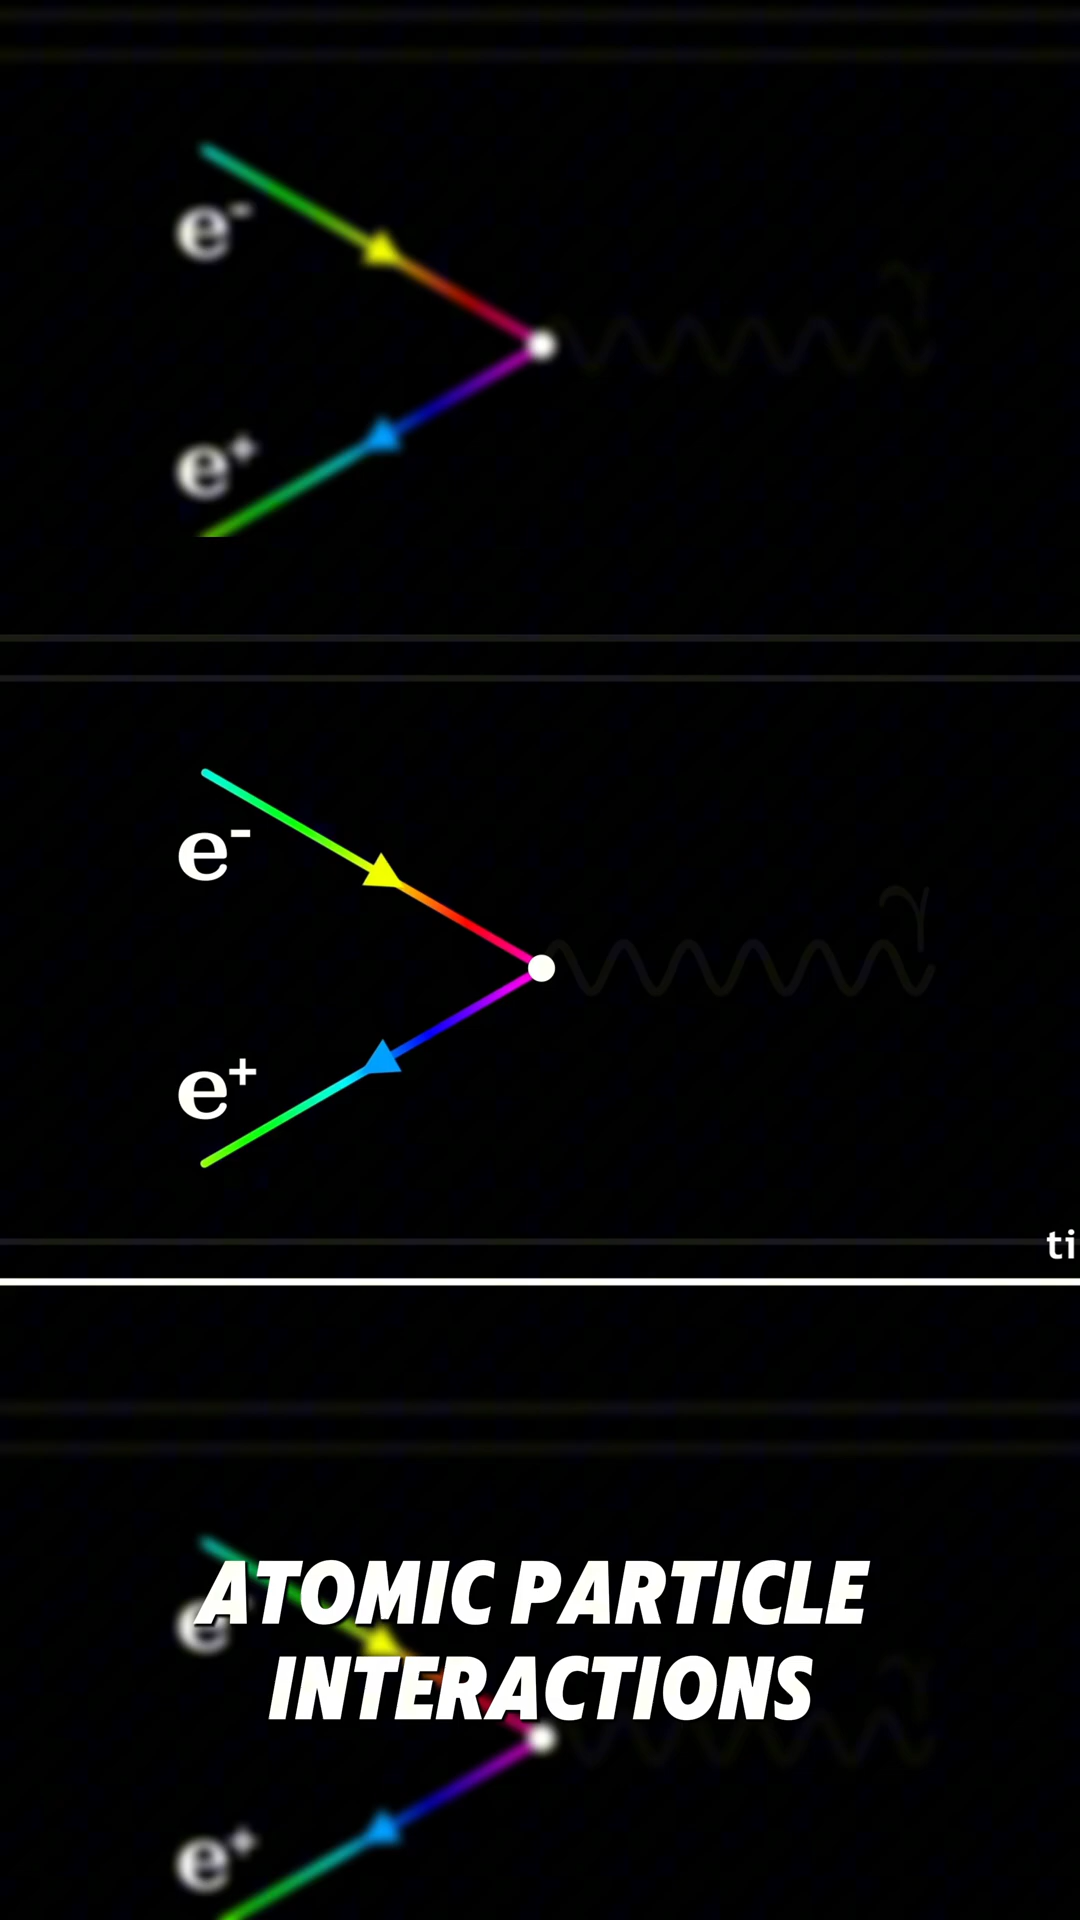 e-
e+
γ
e-
e+
γ
ti
ATOMIC PARTICLE
e
INTERACTIONS
e+